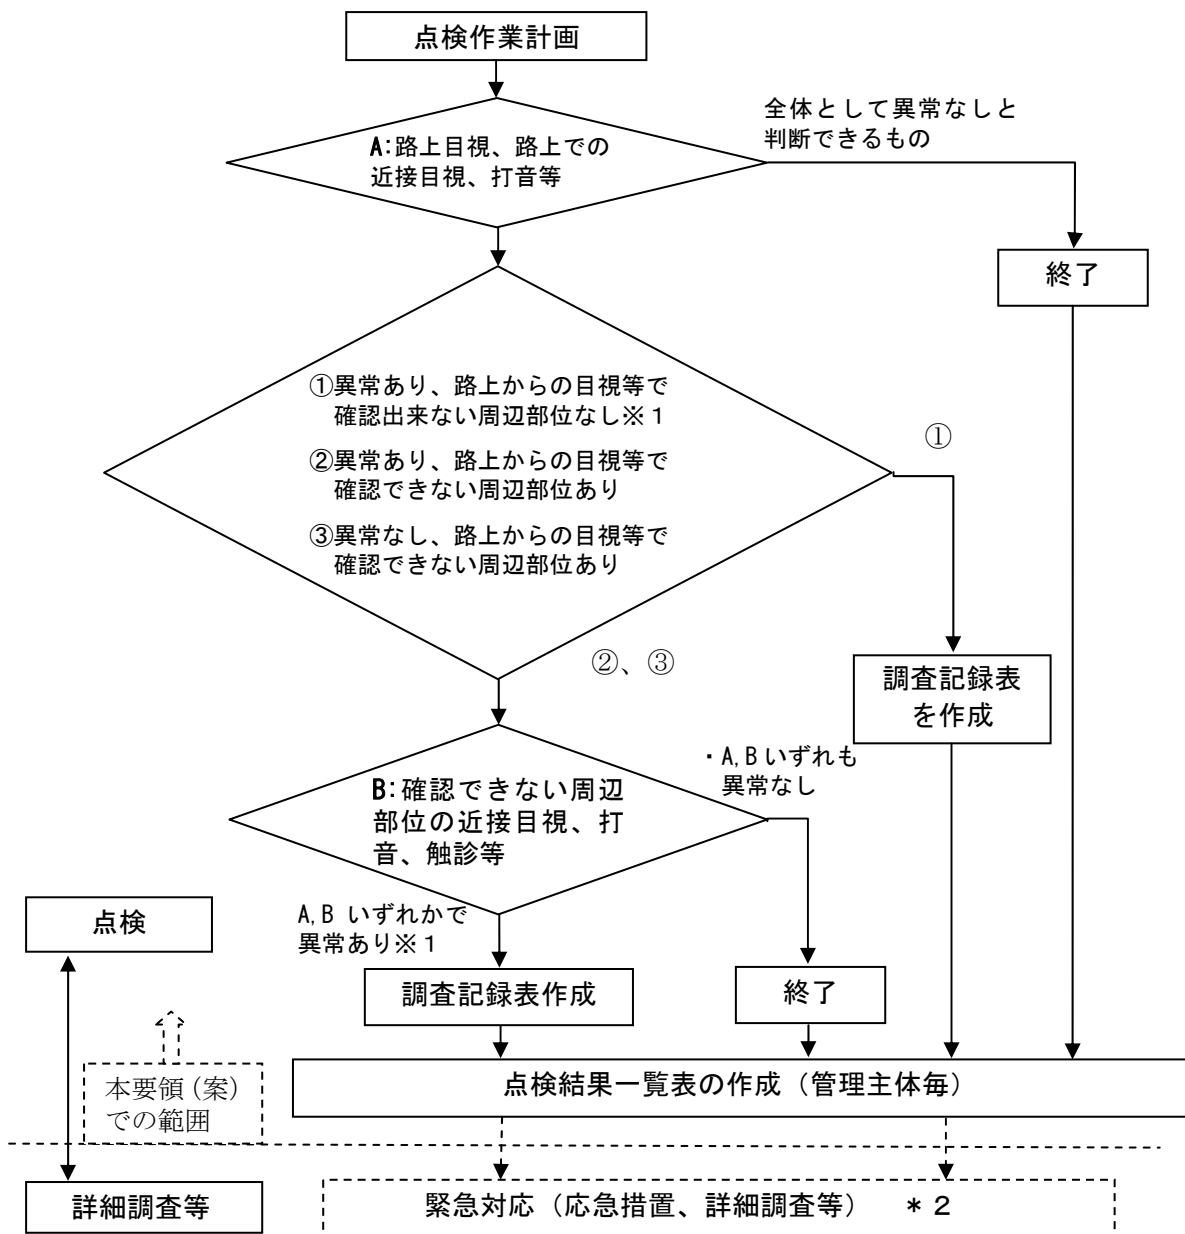 点検作業計画
全体として異常なしと
判断できるもの
A:路上目視、路上での
近接目視、打音等
終了
①異常あり、路上からの目視等で
確認出来ない周辺部位なし※１
②異常あり、路上からの目視等で
確認できない周辺部位あり
③異常なし、路上からの目視等で
確認できない周辺部位あり
①
②、③
調査記録表
を作成
・A,Bいずれも
異常なし
B:確認できない周辺
部位の近接目視、打
音、触診等
A,B いずれかで
異常あり※１
点検
調査記録表作成
終了
本要領(案)
での範囲
点検結果一覧表の作成（管理主体毎）
詳細調査等
緊急対応（応急措置、詳細調査等） ＊２